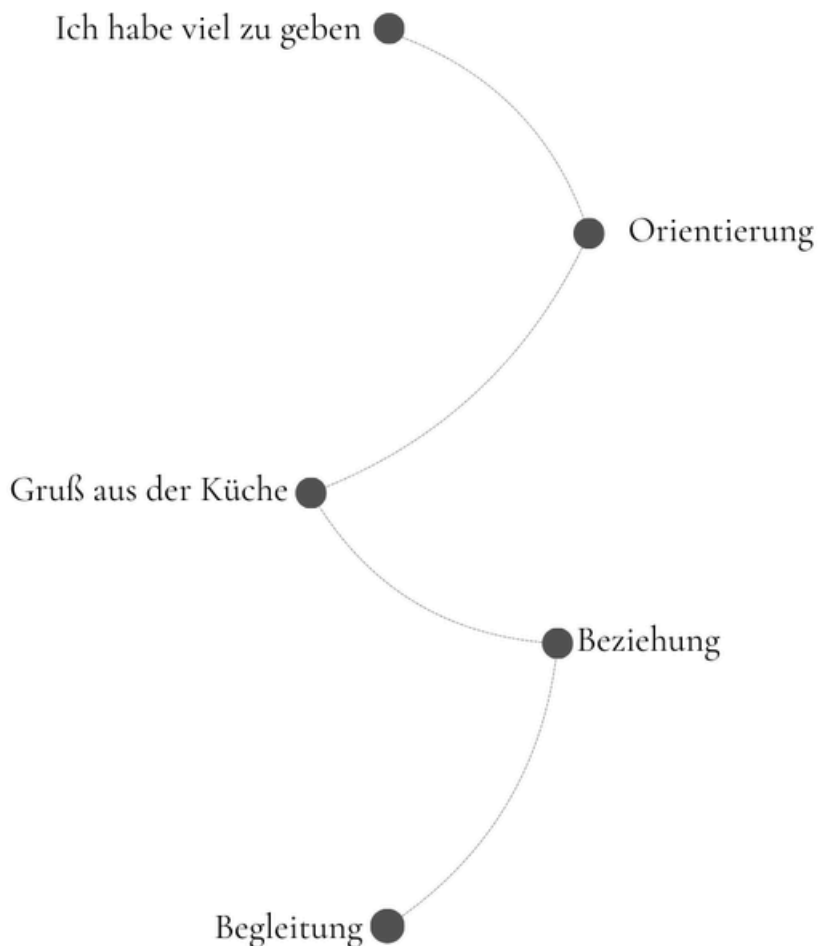 Ich habe viel zu geben
Orientierung
Gruß aus der Küche
Beziehung
Begleitung